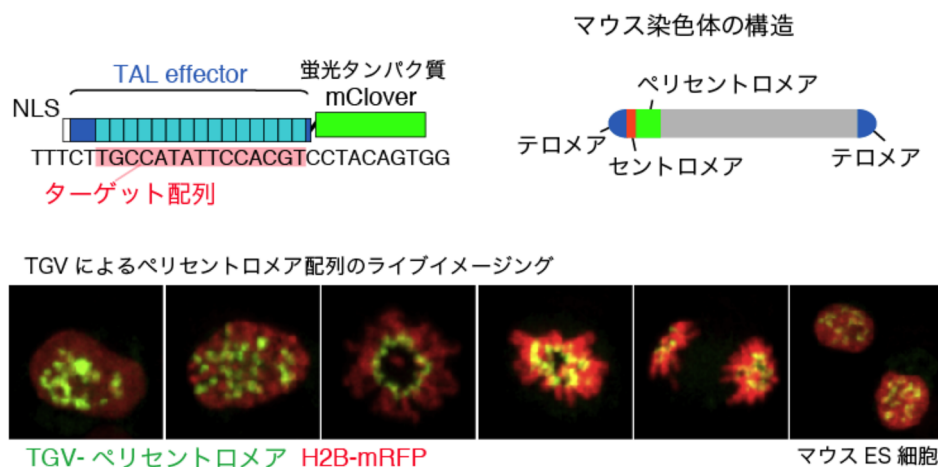 マウス染色体の構造
TAL effector
蛍光タンパク質
mClover
NLS
TTTCTTGCCATATTCCACGTCCTACAGTGG
ターゲット配列
ペリセントロメア
テロメア
セントロメア
テロメア
TGV によるペリセントロメア配列のライブイメージング
TGV- ペリセントロメア H2B-mRFP
マウス ES 細胞